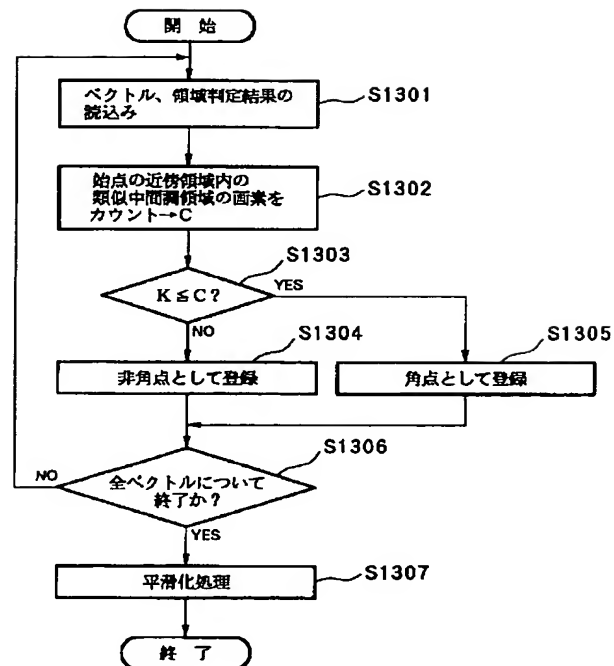 開 始
ベクトル、領域判定結果の
読込み
S1301
始点の近傍領域内の
類似中間調領域の画素を
カウント→C
S1302
S1303
K≦C？
YES
NO
S1304
非角点として登録
S1305
角点として登録
S1306
NO
全ベクトルについて
終了か？
YES
平滑化処理
S1307
終 了